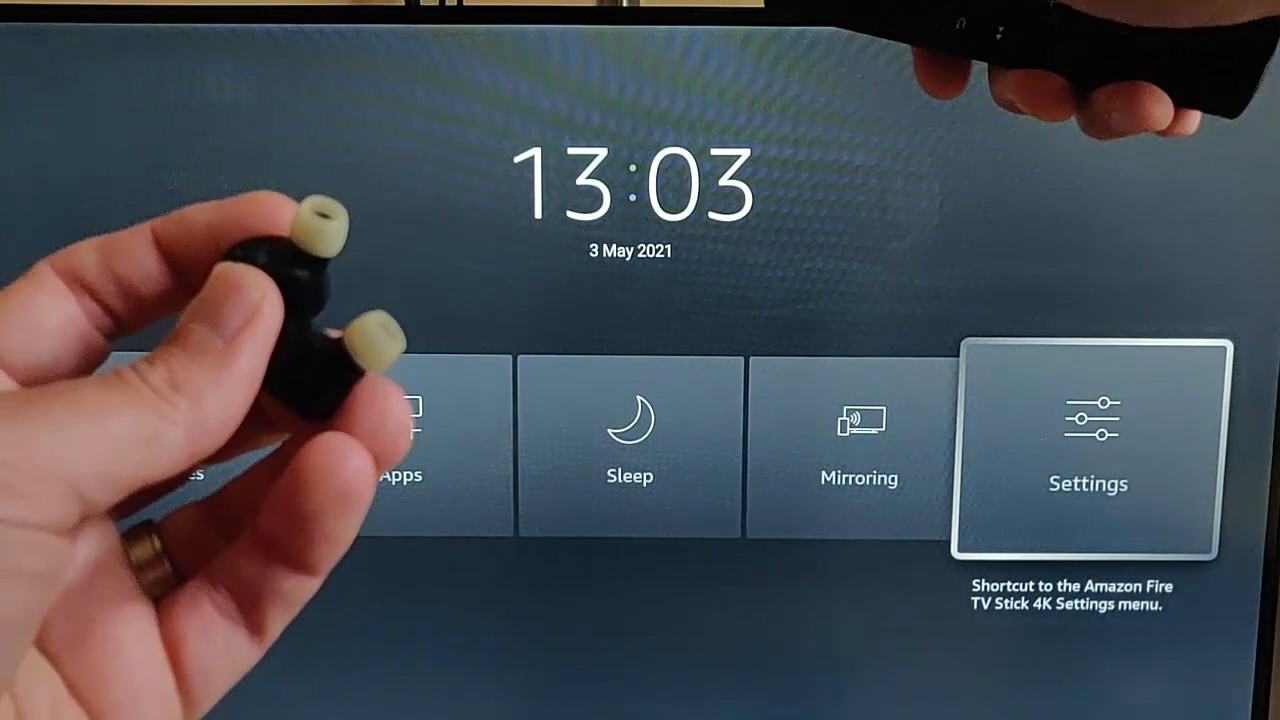 13:03
3 May 2021
es
Apps
Sleep
Mirroring
Settings
Shortcut to the Amazon Fire
TV Stick 4K Settings menu.